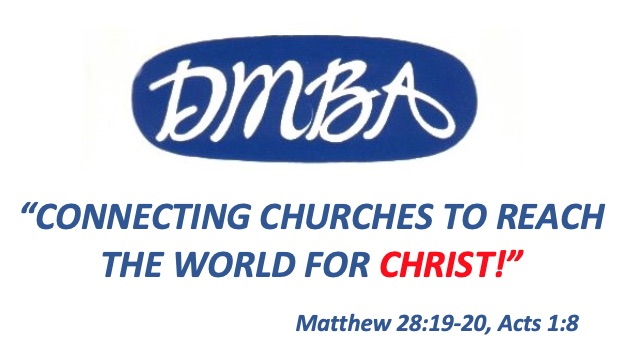 DMBA
“CONNECTING CHURCHES TO REACH
THE WORLD FOR CHRIST!”
Matthew 28:19-20, Acts 1:8